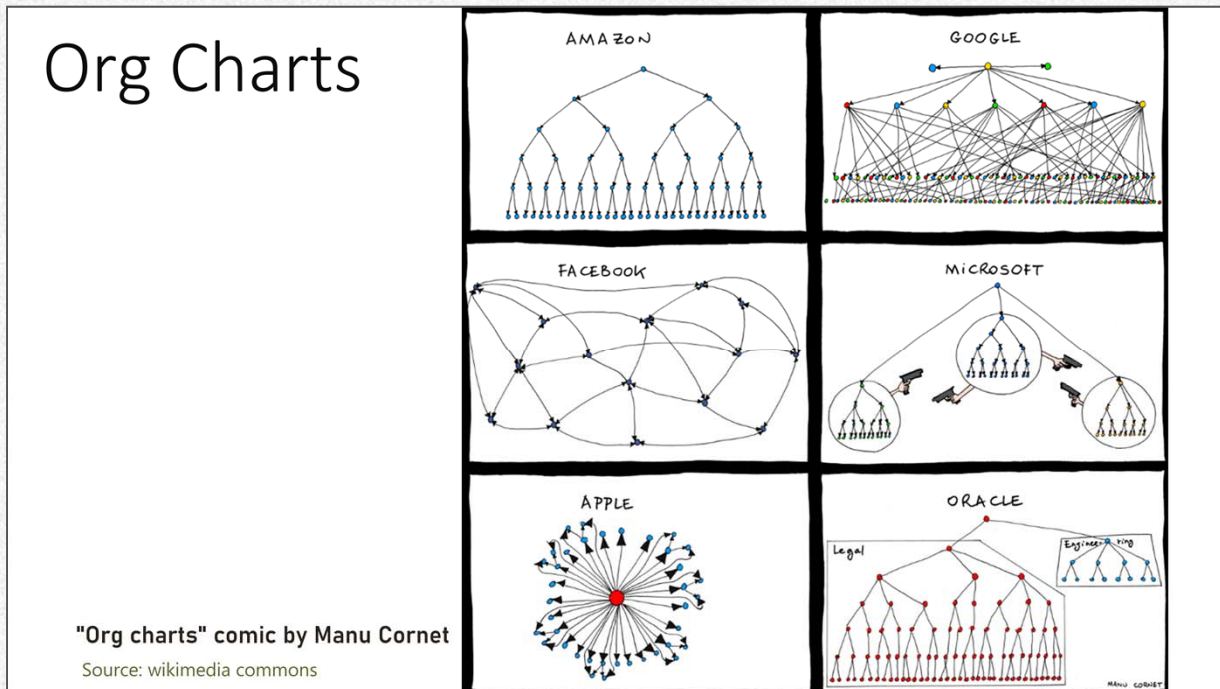 Org Charts
AMAZON
GOOGLE
FACEBOOK
MiCROSOFT
APPLE
ORACLE
Legal
Engineering
MANU CORNET
"Org charts" comic by Manu Cornet
Source: wikimedia commons